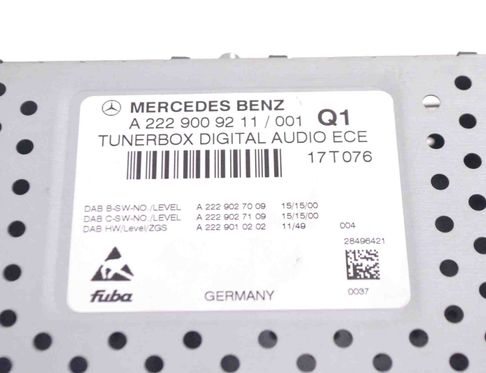 MERCEDES BENZ
A 222 900 92 11 / 001 Q1
TUNERBOX DIGITAL AUDIO ECE
17T076
DAB B-SW-NO./LEVEL A 222 902 70 09 15/15/00
DAB C-SW-NO./LEVEL A 222 902 71 09 15/15/00
DAB HW/Level/ZGS A 222 901 02 02 11/49 004
28496421
fuba GERMANY 0037